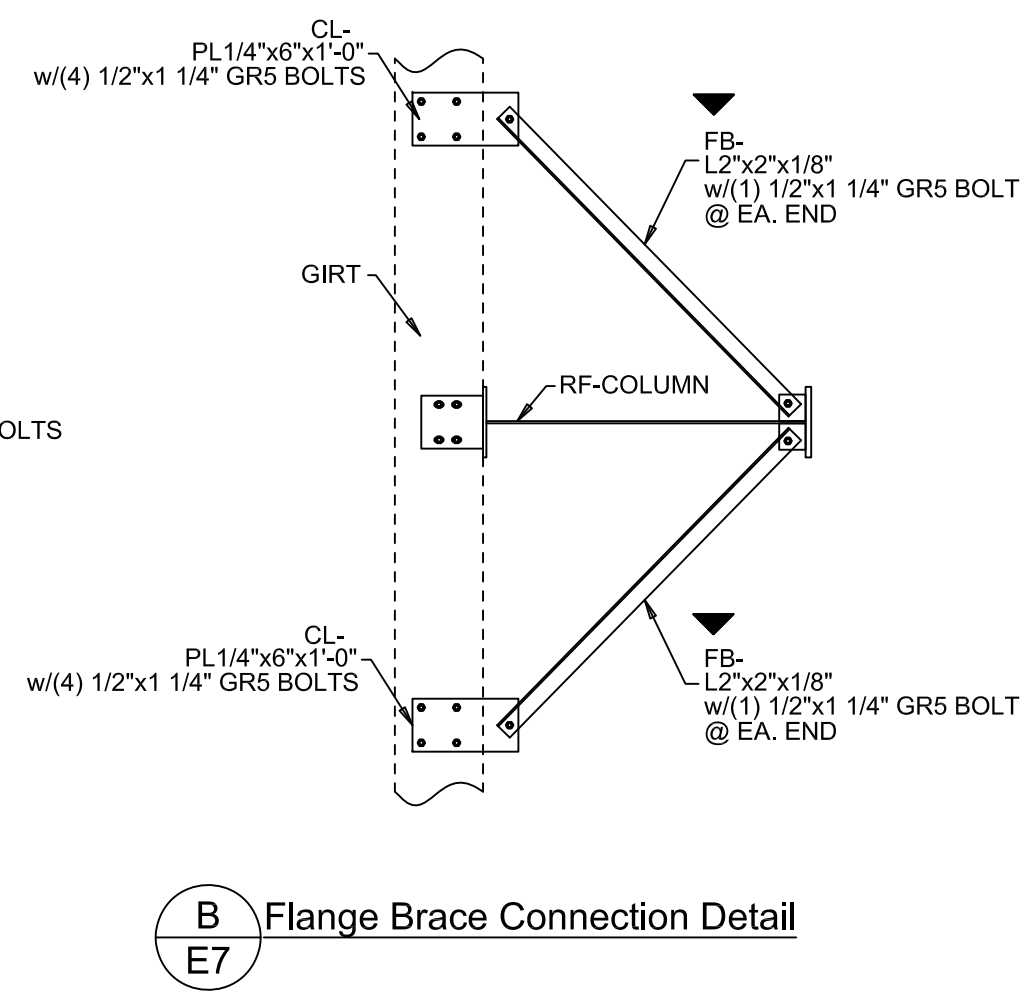 CL-
PL1/4"x6"x1'-0"
w/(4) 1/2"x1 1/4" GR5 BOLTS
FB-
L2"x2"x1/8"
w/(1) 1/2"x1 1/4" GR5 BOLT
@ EA. END
GIRT
RF-COLUMN
OLTS
CL-
PL1/4"x6"x1'-0"
w/(4) 1/2"x1 1/4" GR5 BOLTS
FB-
L2"x2"x1/8"
w/(1) 1/2"x1 1/4" GR5 BOLT
@ EA. END
B
E7
Flange Brace Connection Detail